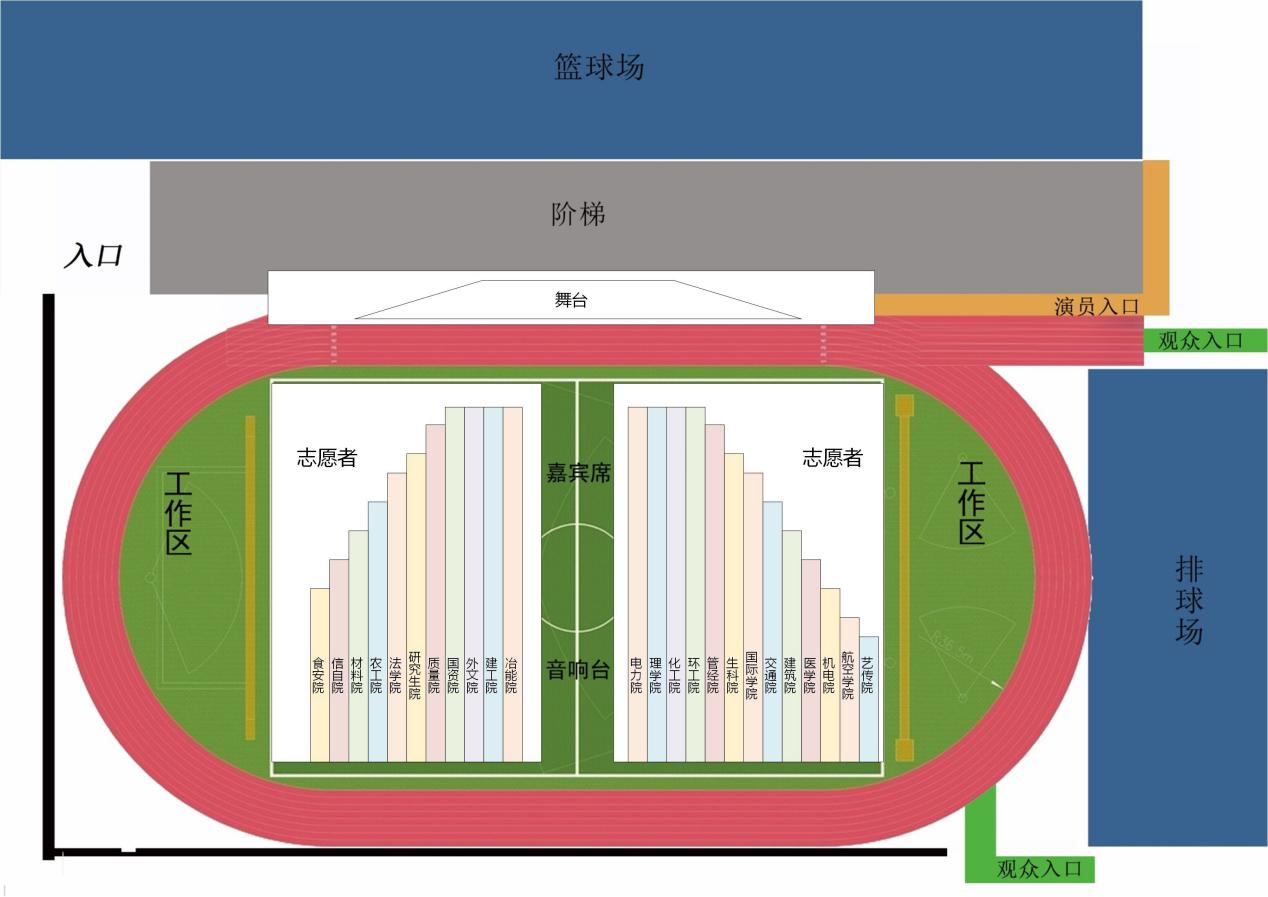 篮球场
阶梯
入口
舞台
演员入口
观众入口
志愿者
嘉宾席
志愿者
工作区
工作区
排球场
音响台
食安院
信自院
材料院
农工院
法学院
研究生院
质量院
国资院
外文院
建工院
冶能院
电力院
理学院
化工院
环工院
管经院
生科院
国际学院
交通院
建筑院
医学院
机电院
航空学院
艺传院
R36.5m
观众入口